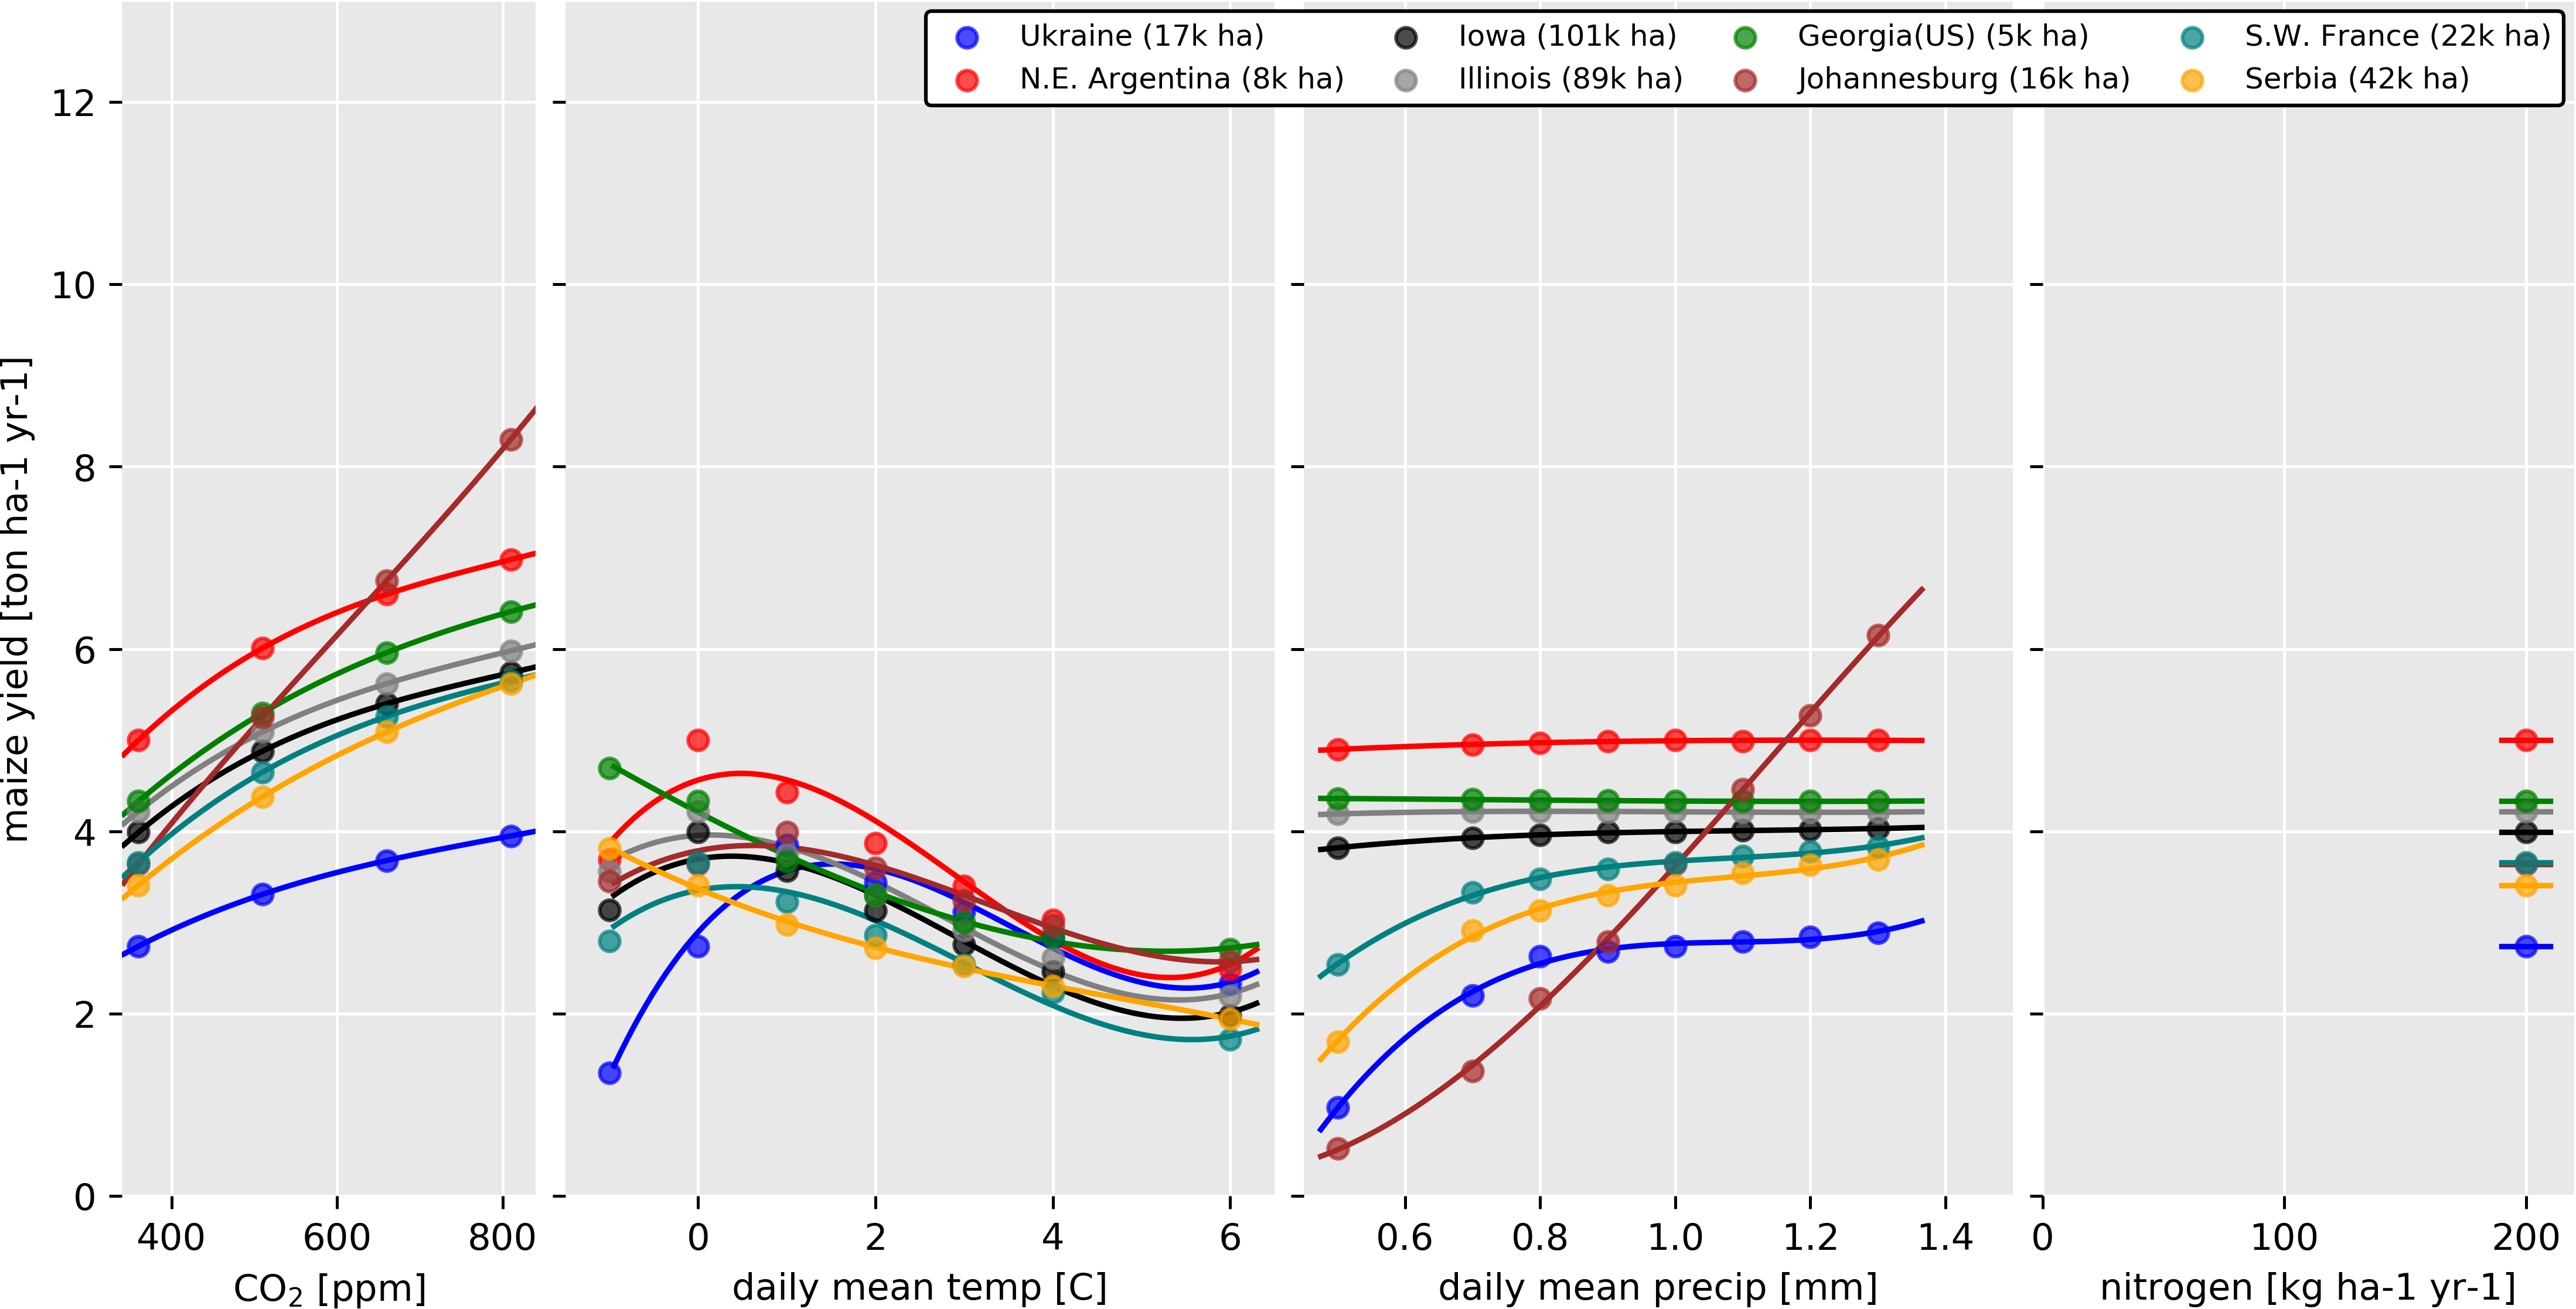 Ukraine (17k ha)
N.E. Argentina (8k ha)
Iowa (101k ha)
Illinois (89k ha)
Georgia(US) (5k ha)
Johannesburg (16k ha)
S.W. France (22k ha)
Serbia (42k ha)
maize yield [ton ha-1 yr-1]
12
10
8
6
4
2
0
400 600 800
CO₂ [ppm]
0 2 4 6
daily mean temp [C]
0.6 0.8 1.0 1.2 1.4
daily mean precip [mm]
0 100 200
nitrogen [kg ha-1 yr-1]